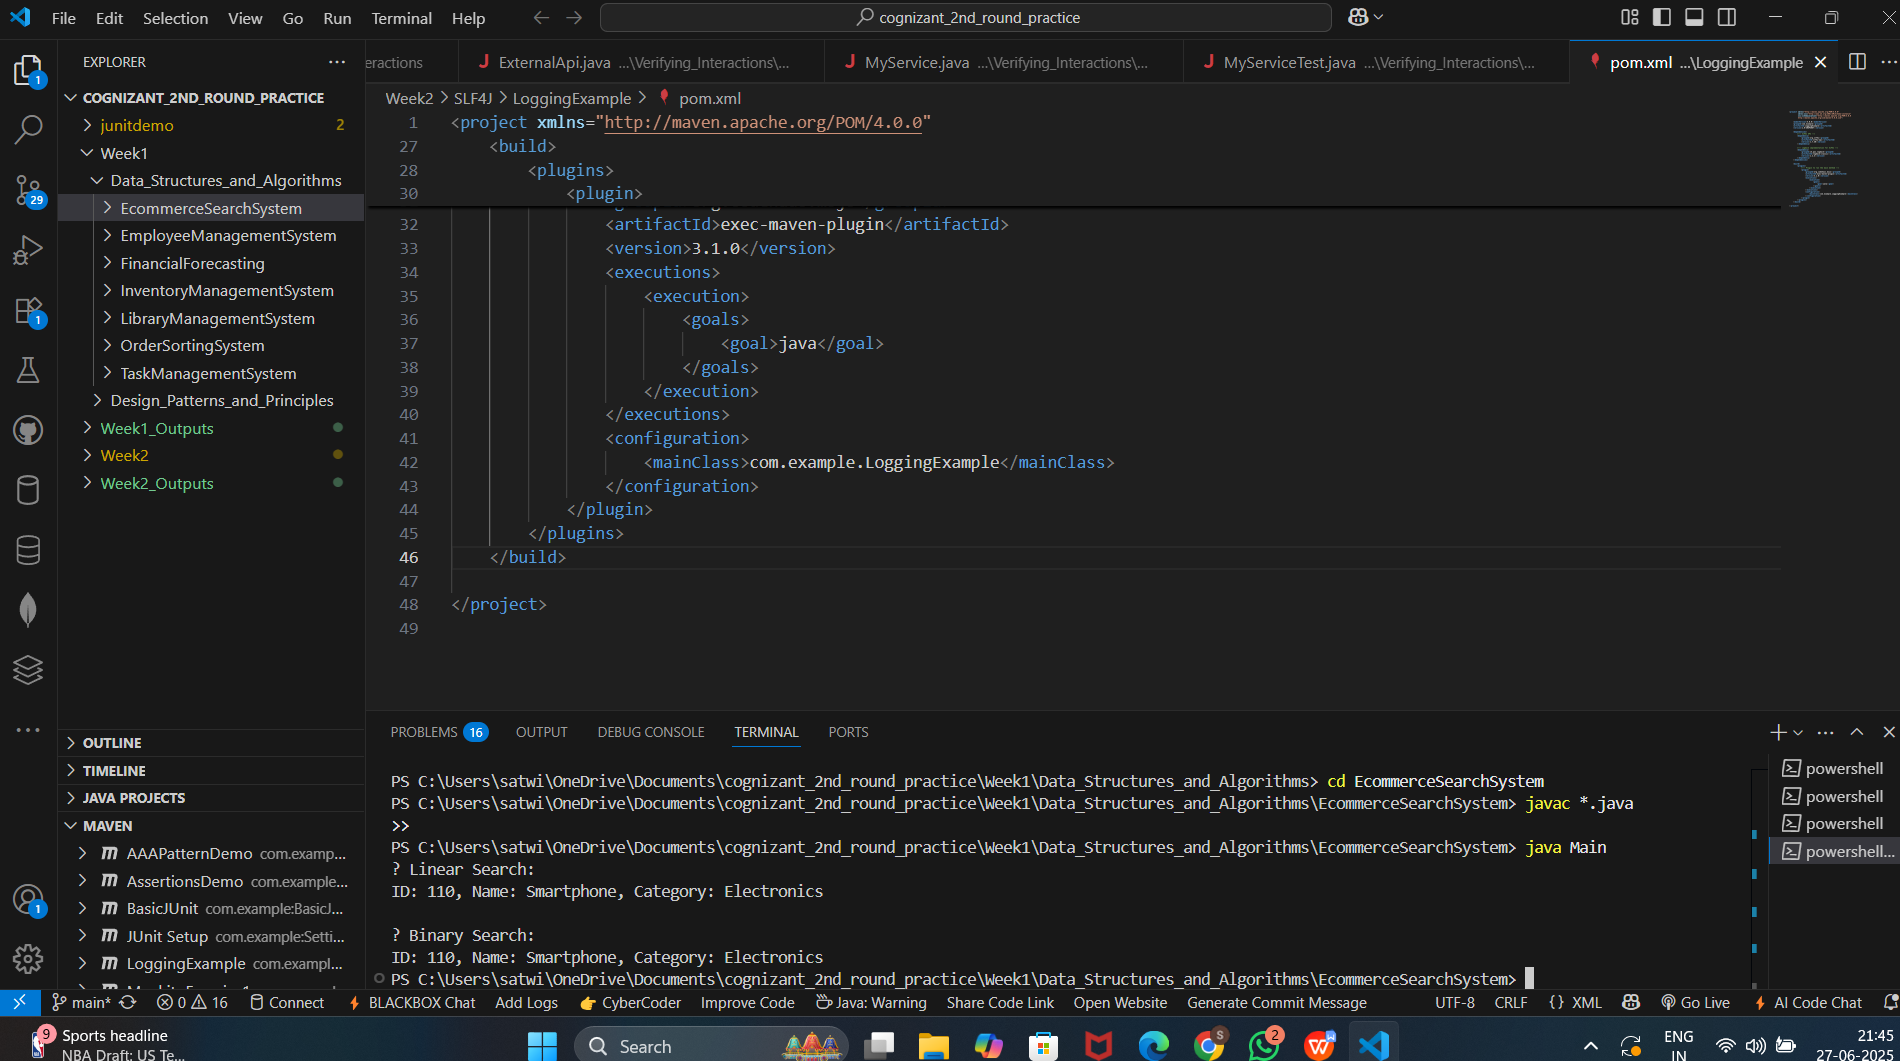 File Edit Selection View Go Run Terminal Help
cognizant_2nd_round_practice
EXPLORER
eractions
ExternalApi.java ...\Verifying_Interactions\...
MyService.java ...\Verifying_Interactions\...
MyServiceTest.java ...\Verifying_Interactions\...
pom.xml ...\LoggingExample
COGNIZANT_2ND_ROUND_PRACTICE
junitdemo 2
Week1
Data_Structures_and_Algorithms
EcommerceSearchSystem
EmployeeManagementSystem
FinancialForecasting
InventoryManagementSystem
LibraryManagementSystem
OrderSortingSystem
TaskManagementSystem
Design_Patterns_and_Principles
Week1_Outputs
Week2
Week2_Outputs
OUTLINE
TIMELINE
JAVA PROJECTS
MAVEN
AAAPatternDemo com.examp...
AssertionsDemo com.example...
BasicJUnit com.example:BasicJ...
JUnit Setup com.example:Setti...
LoggingExample com.exampl...
1
29
1
1
Week2 > SLF4J > LoggingExample > pom.xml
1 <project xmlns="http://maven.apache.org/POM/4.0.0"
27 <build>
28 <plugins>
30 <plugin>
32 <artifactId>exec-maven-plugin</artifactId>
33 <version>3.1.0</version>
34 <executions>
35 <execution>
36 <goals>
37 <goal>java</goal>
38 </goals>
39 </execution>
40 </executions>
41 <configuration>
42 <mainClass>com.example.LoggingExample</mainClass>
43 </configuration>
44 </plugin>
45 </plugins>
46 </build>
47
48 </project>
49
PROBLEMS 16 OUTPUT DEBUG CONSOLE TERMINAL PORTS
PS C:\Users\satwi\OneDrive\Documents\cognizant_2nd_round_practice\Week1\Data_Structures_and_Algorithms> cd EcommerceSearchSystem
PS C:\Users\satwi\OneDrive\Documents\cognizant_2nd_round_practice\Week1\Data_Structures_and_Algorithms\EcommerceSearchSystem> javac *.java
>>
PS C:\Users\satwi\OneDrive\Documents\cognizant_2nd_round_practice\Week1\Data_Structures_and_Algorithms\EcommerceSearchSystem> java Main
? Linear Search:
ID: 110, Name: Smartphone, Category: Electronics
? Binary Search:
ID: 110, Name: Smartphone, Category: Electronics
PS C:\Users\satwi\OneDrive\Documents\cognizant_2nd_round_practice\Week1\Data_Structures_and_Algorithms\EcommerceSearchSystem>
powershell
powershell
powershell
powershell...
main* 0 16 Connect BLACKBOX Chat Add Logs CyberCoder Improve Code Java: Warning Share Code Link Open Website Generate Commit Message UTF-8 CRLF {} XML Go Live AI Code Chat
9 Sports headline
NBA Draft: US Te...
Search
S
2
ENG
IN
21:45
27-06-2025